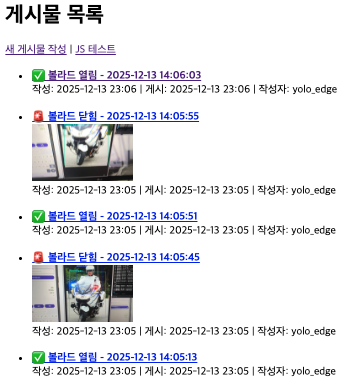 게시물 목록
새 게시물 작성 | JS 테스트
✅ 볼라드 열림 - 2025-12-13 14:06:03
작성: 2025-12-13 23:06 | 게시: 2025-12-13 23:06 | 작성자: yolo_edge
🚨 볼라드 닫힘 - 2025-12-13 14:05:55
작성: 2025-12-13 23:05 | 게시: 2025-12-13 23:05 | 작성자: yolo_edge
✅ 볼라드 열림 - 2025-12-13 14:05:51
작성: 2025-12-13 23:05 | 게시: 2025-12-13 23:05 | 작성자: yolo_edge
🚨 볼라드 닫힘 - 2025-12-13 14:05:45
작성: 2025-12-13 23:05 | 게시: 2025-12-13 23:05 | 작성자: yolo_edge
✅ 볼라드 열림 - 2025-12-13 14:05:13
작성: 2025-12-13 23:05 | 게시: 2025-12-13 23:05 | 작성자: yolo_edge